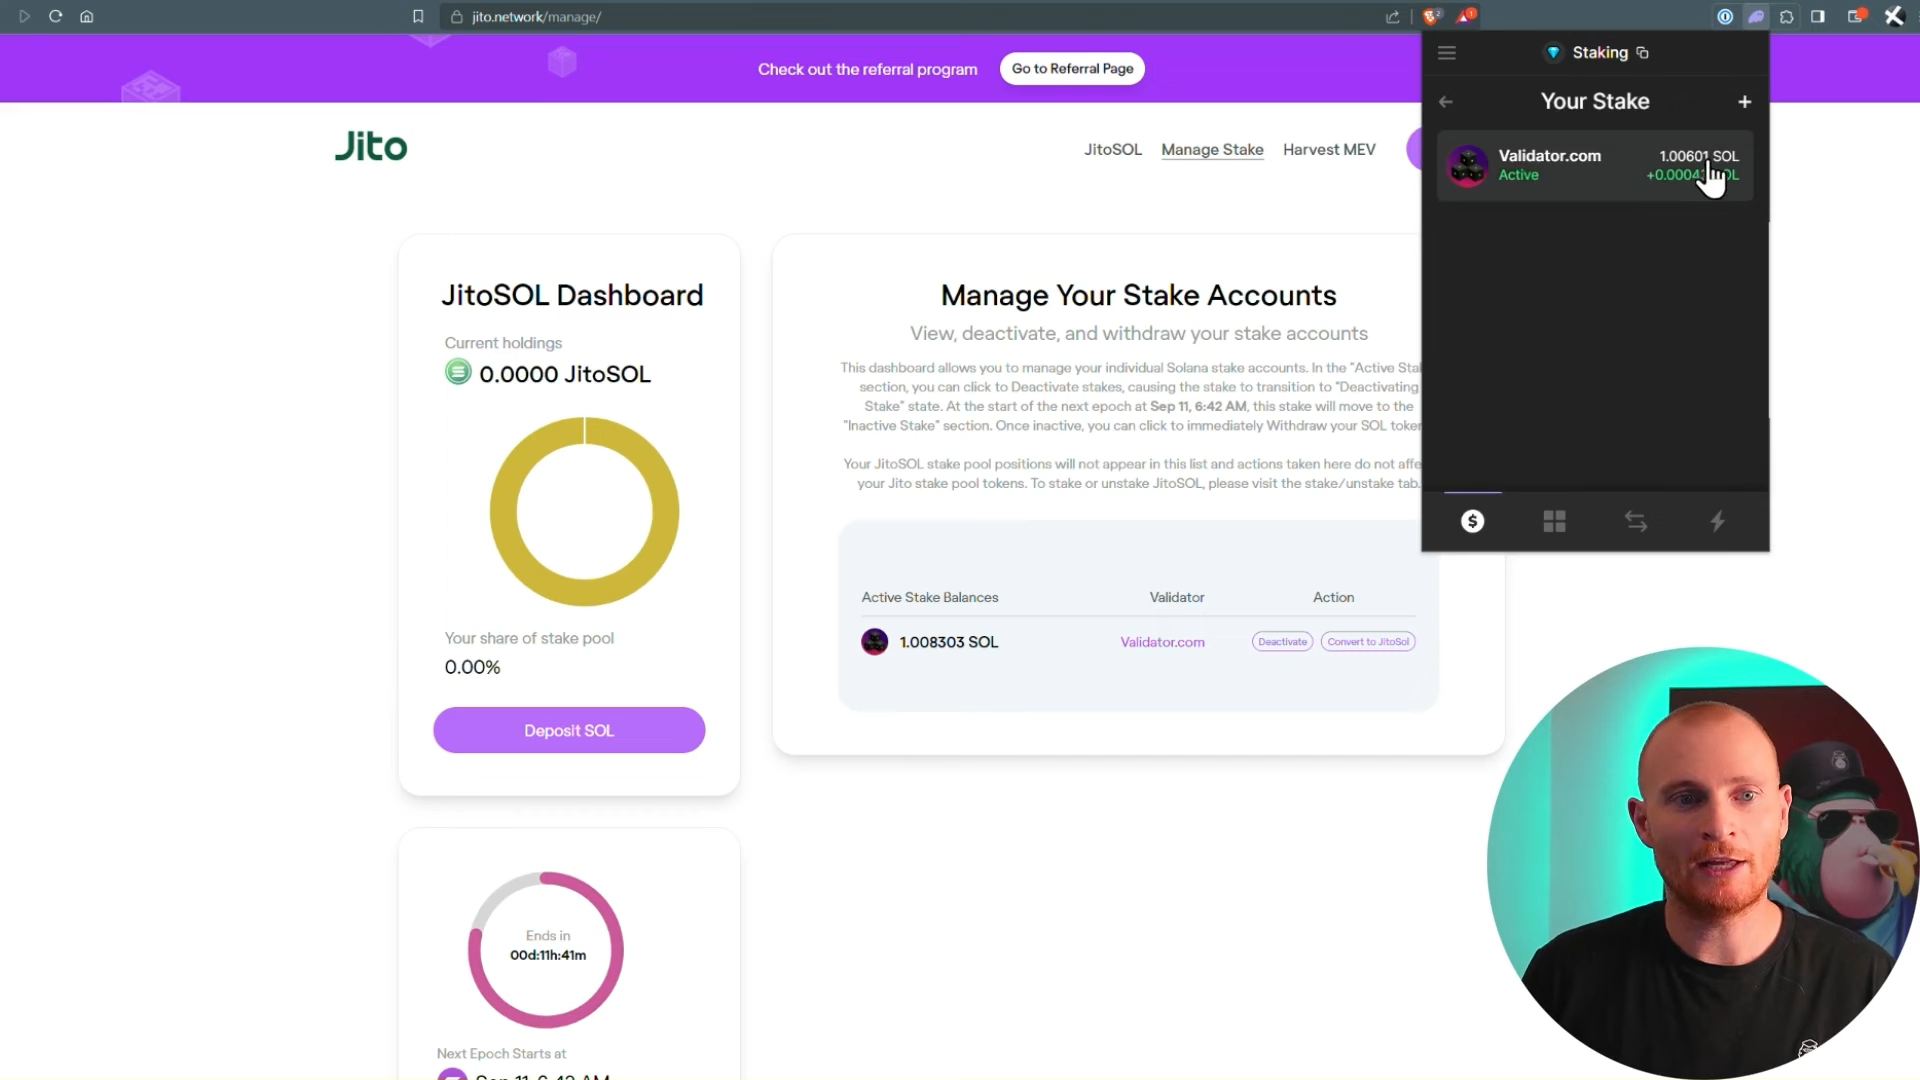 jito.network/manage/
Check out the referral program
Go to Referral Page
Jito
JitoSOL
Manage Stake
Harvest MEV
JitoSOL Dashboard
Current holdings
0.0000 JitoSOL
Your share of stake pool
0.00%
Deposit SOL
Ends in
00d:11h:41m
Next Epoch Starts at
Sep 11, 6:42 AM
Manage Your Stake Accounts
View, deactivate, and withdraw your stake accounts
This dashboard allows you to manage your individual Solana stake accounts. In the "Active Stak
section, you can click to Deactivate stakes, causing the stake to transition to "Deactivating
Stake" state. At the start of the next epoch at Sep 11, 6:42 AM, this stake will move to the
"Inactive Stake" section. Once inactive, you can click to immediately Withdraw your SOL token
Your JitoSOL stake pool positions will not appear in this list and actions taken here do not affe
your Jito stake pool tokens. To stake or unstake JitoSOL, please visit the stake/unstake tab.
Active Stake Balances
Validator
Action
1.008303 SOL
Validator.com
Deactivate
Convert to JitoSol
Staking
Your Stake
Validator.com
1.00601 SOL
Active